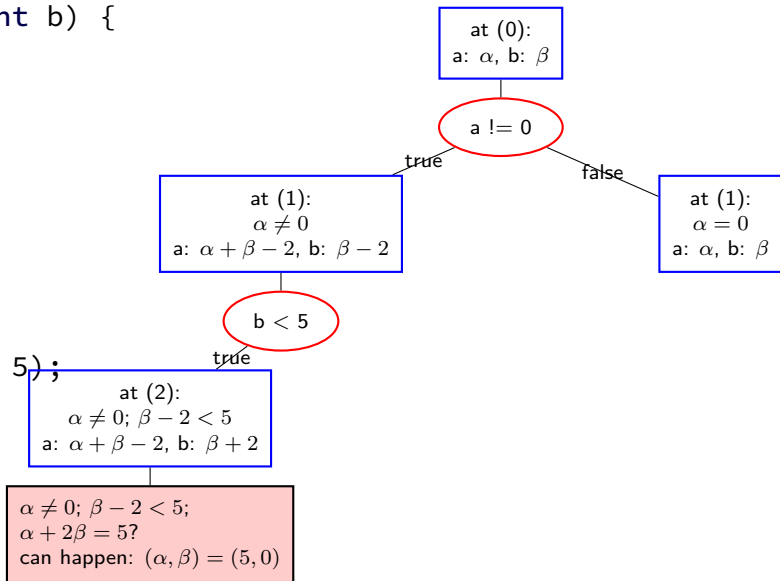 nt b) {
at (0):
a: α, b: β
a != 0
true
false
at (1):
α ≠ 0
a: α + β − 2, b: β − 2
at (1):
α = 0
a: α, b: β
b < 5
true
5);
at (2):
α ≠ 0; β − 2 < 5
a: α + β − 2, b: β + 2
α ≠ 0; β − 2 < 5;
α + 2β = 5?
can happen: (α, β) = (5, 0)